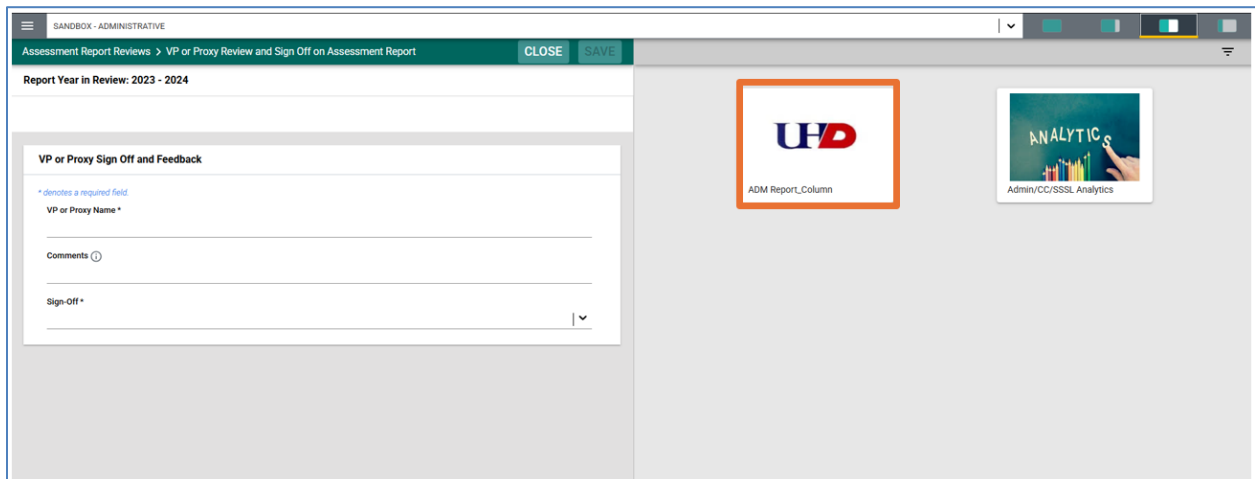 SANDBOX - ADMINISTRATIVE
Assessment Report Reviews > VP or Proxy Review and Sign Off on Assessment Report
CLOSE
SAVE
Report Year in Review: 2023 - 2024
VP or Proxy Sign Off and Feedback
* denotes a required field.
VP or Proxy Name *
Comments
Sign-Off *
UHD
ADM Report_Column
ANALYTICS
Admin/CC/SSSL Analytics